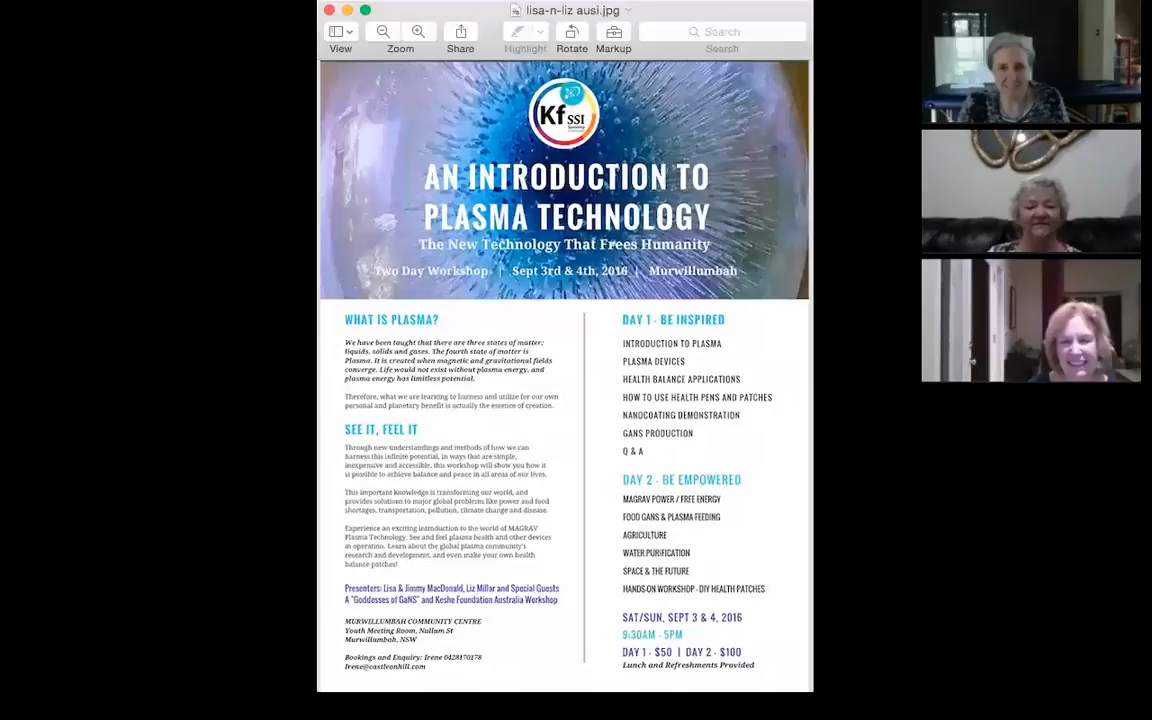 lisa-n-liz ausi.jpg
Search
View
Zoom
Share
Highlight
Rotate
Markup
Search
Kf SSI
AN INTRODUCTION TO
PLASMA TECHNOLOGY
The New Technology That Frees Humanity
Two Day Workshop | Sept 3rd & 4th, 2016 | Murwillumbah
WHAT IS PLASMA?
We have been taught that there are three states of matter;
liquids, solids and gases. The fourth state of matter is
Plasma. It is created when magnetic and gravitational fields
converge. Life would not exist without plasma energy, and
plasma energy has limitless potential.
Therefore, what we are learning to harness and utilize for our own
personal and planetary benefit is actually the essence of creation.
SEE IT, FEEL IT
Through new understandings and methods of how we can
harness this infinite potential, in ways that are simple,
inexpensive and accessible, this workshop will show you how it
is possible to achieve balance and peace in all areas of our lives.
This important knowledge is transforming our world, and
provides solutions to major global problems like power and food
shortages, transportation, pollution, climate change and disease.
Experience an exciting introduction to the world of MAGRAV
Plasma Technology. See and feel plasma health and other devices
in operation. Learn about the global plasma community's
research and development, and even make your own health
balance patches!
Presenters: Lisa & Jimmy MacDonald, Liz Millar and Special Guests
A "Goddesses of GaNS" and Keshe Foundation Australia Workshop
MURWILLUMBAH COMMUNITY CENTRE
Youth Meeting Room, Nullum St
Murwillumbah, NSW
Bookings and Enquiry: Irene 0428170178
Irene@castleonhill.com
DAY 1 - BE INSPIRED
INTRODUCTION TO PLASMA
PLASMA DEVICES
HEALTH BALANCE APPLICATIONS
HOW TO USE HEALTH PENS AND PATCHES
NANOCOATING DEMONSTRATION
GANS PRODUCTION
Q & A
DAY 2 - BE EMPOWERED
MAGRAV POWER / FREE ENERGY
FOOD GANS & PLASMA FEEDING
AGRICULTURE
WATER PURIFICATION
SPACE & THE FUTURE
HANDS-ON WORKSHOP - DIY HEALTH PATCHES
SAT/SUN, SEPT 3 & 4, 2016
9:30AM - 5PM
DAY 1 - $50 | DAY 2 - $100
Lunch and Refreshments Provided